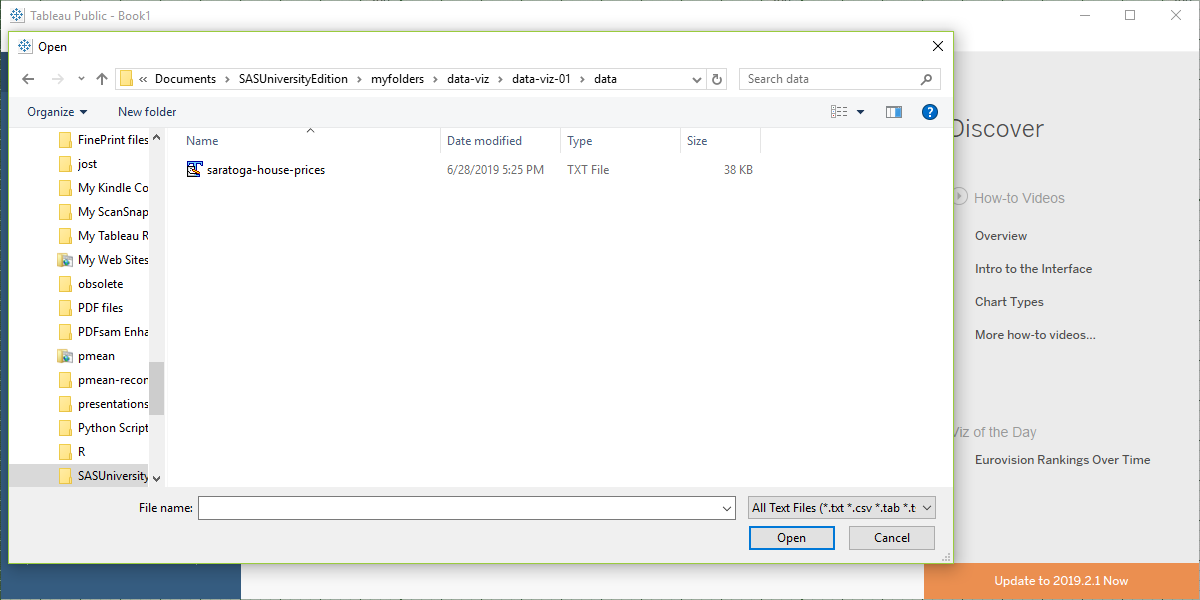 Tableau Public - Book1
Open
« Documents › SASUniversityEdition › myfolders › data-viz › data-viz-01 › data
Search data
Organize
New folder
Name
Date modified
Type
Size
FinePrint files
jost
My Kindle Co
My ScanSnap
My Tableau R
My Web Sites
obsolete
PDF files
PDFsam Enha
pmean
pmean-recor
presentations
Python Script
R
SASUniversity
saratoga-house-prices 6/28/2019 5:25 PM TXT File 38 KB
File name:
All Text Files (*.txt *.csv *.tab *.t
Open
Cancel
Discover
How-to Videos
Overview
Intro to the Interface
Chart Types
More how-to videos...
Viz of the Day
Eurovision Rankings Over Time
Update to 2019.2.1 Now